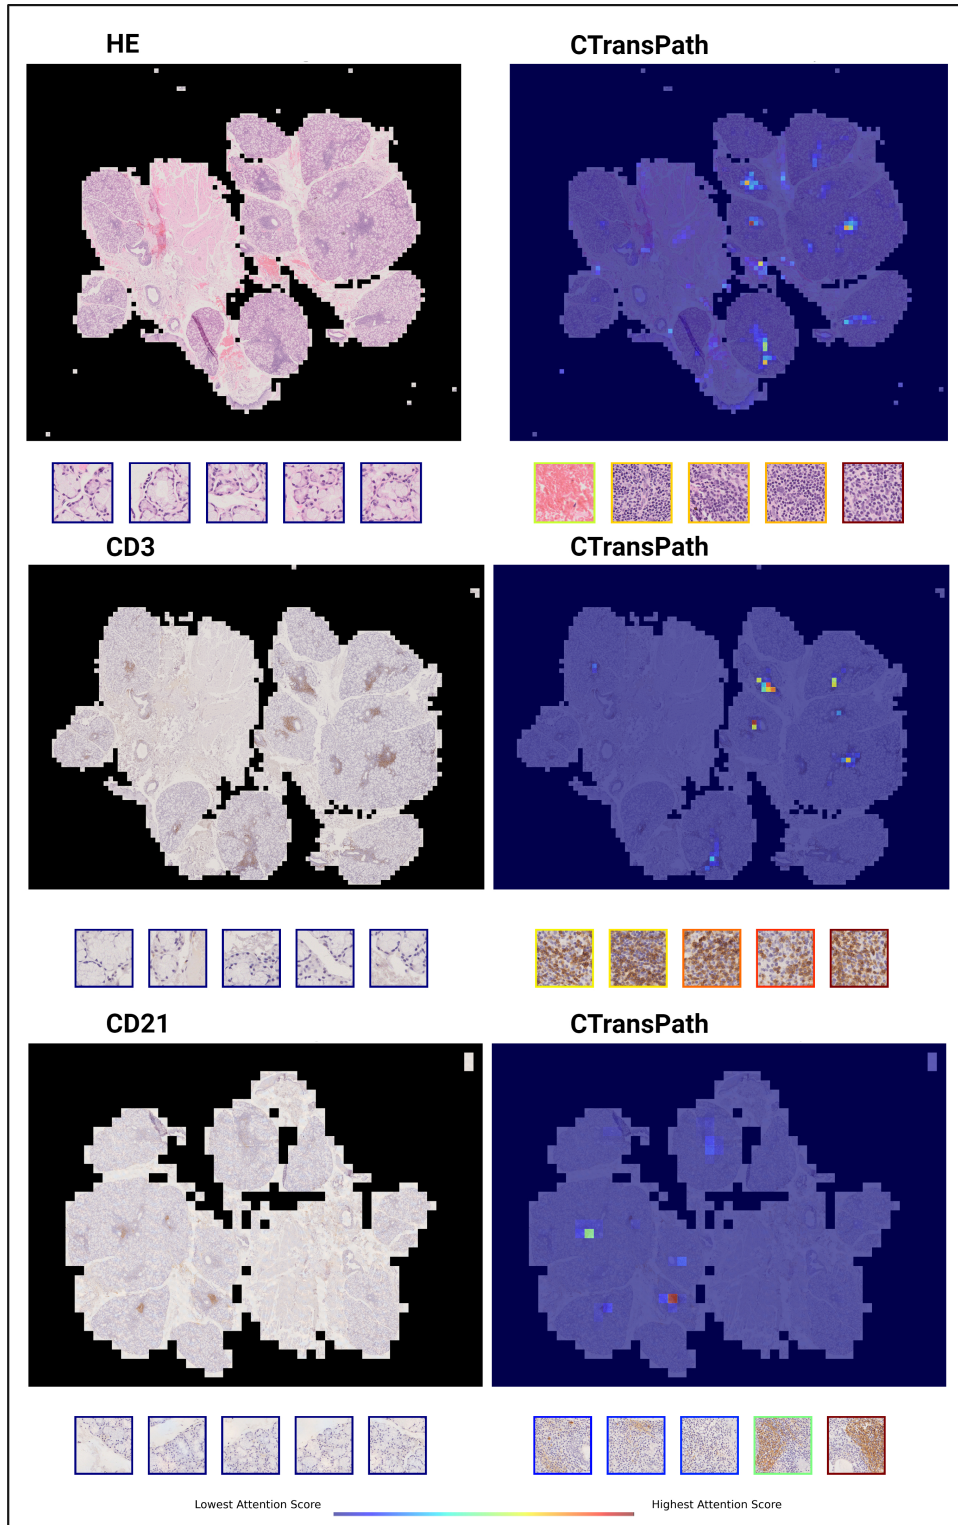 HE
CTransPath
CD3
CTransPath
CD21
CTransPath
Lowest Attention Score
Highest Attention Score